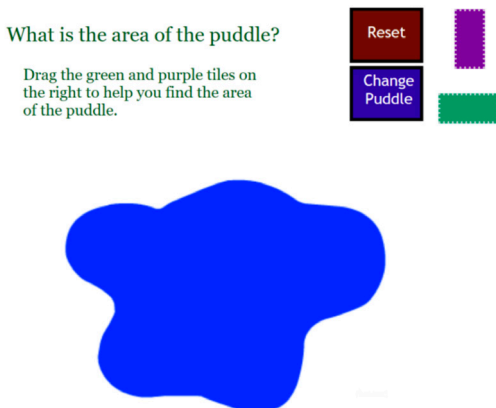 What is the area of the puddle?
Drag the green and purple tiles on
the right to help you find the area
of the puddle.
Reset
Change
Puddle